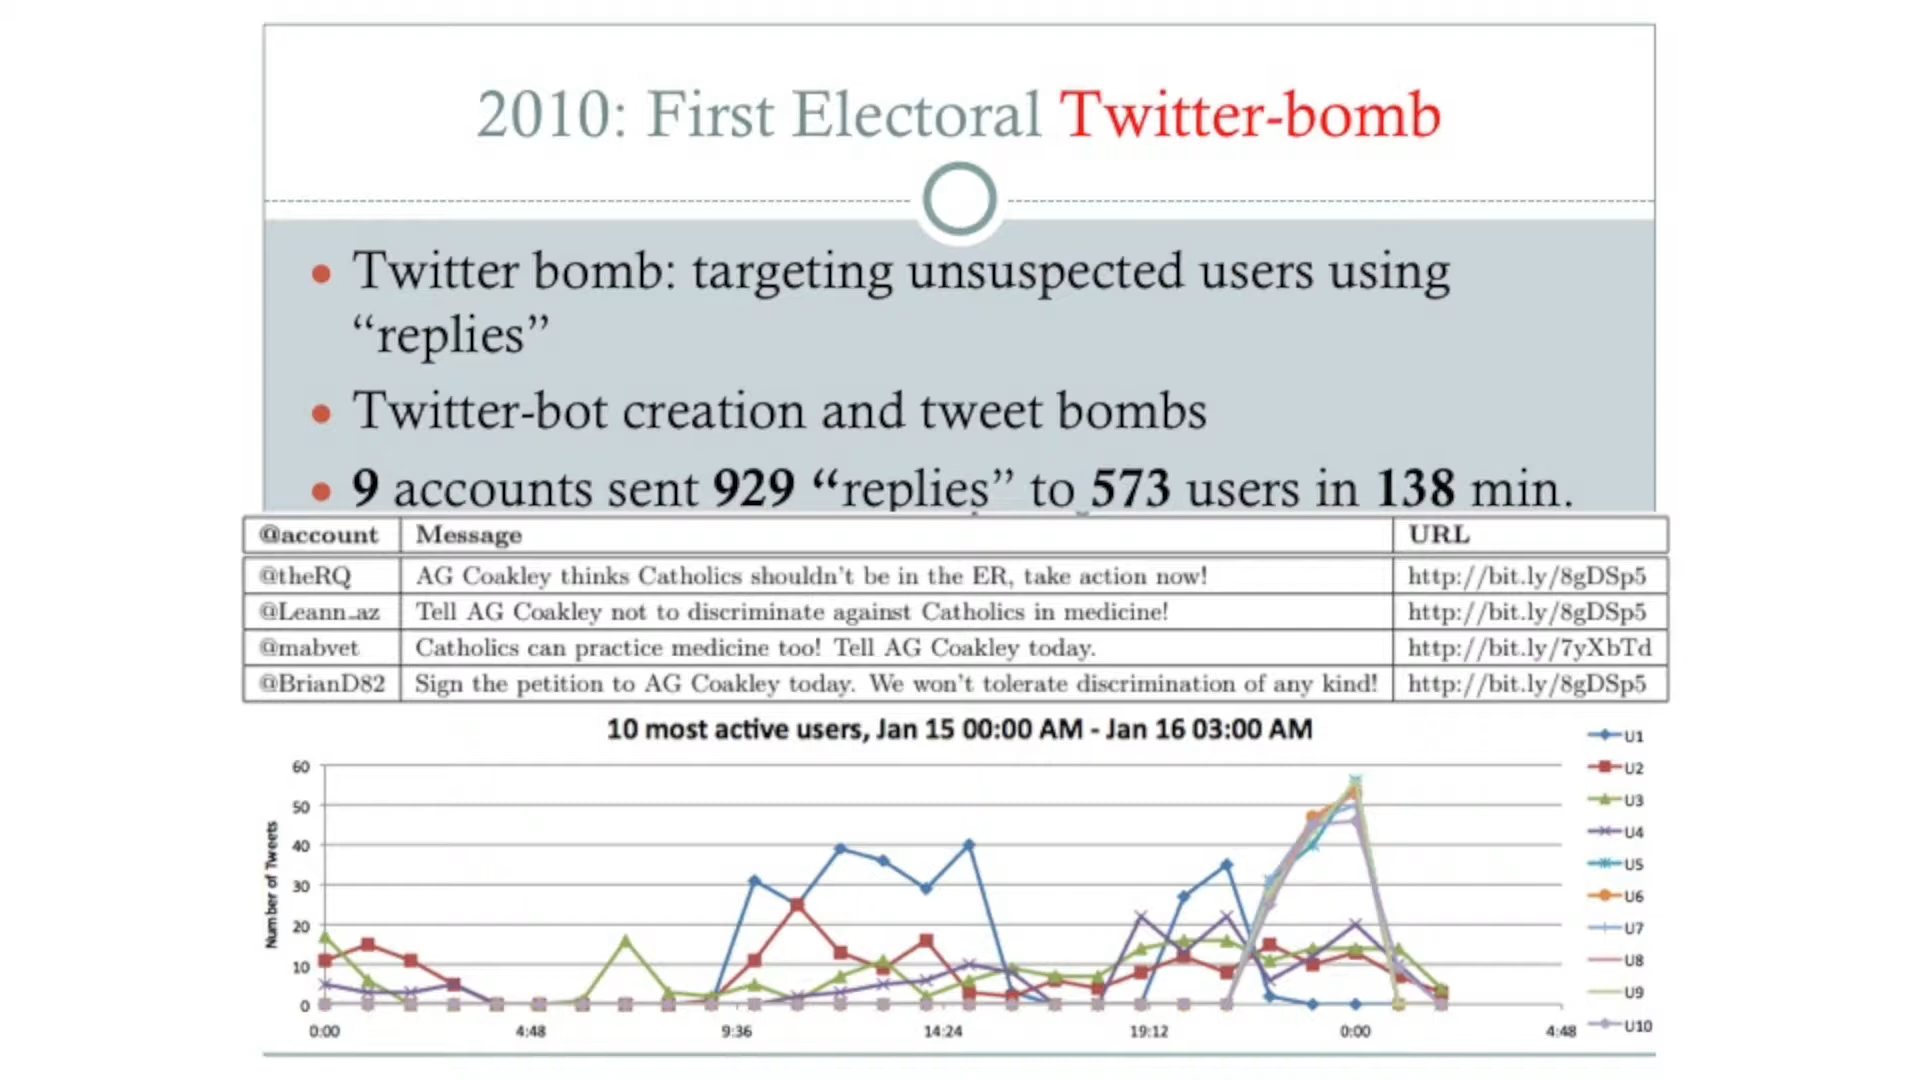 2010: First Electoral Twitter-bomb
Twitter bomb: targeting unsuspected users using
“replies”
Twitter-bot creation and tweet bombs
9 accounts sent 929 “replies” to 573 users in 138 min.
@account Message URL
@theRQ AG Coakley thinks Catholics shouldn't be in the ER, take action now! http://bit.ly/8gDSp5
@Leann_az Tell AG Coakley not to discriminate against Catholics in medicine! http://bit.ly/8gDSp5
@mabvet Catholics can practice medicine too! Tell AG Coakley today. http://bit.ly/7yXbTd
@BrianD82 Sign the petition to AG Coakley today. We won't tolerate discrimination of any kind! http://bit.ly/8gDSp5
10 most active users, Jan 15 00:00 AM - Jan 16 03:00 AM
Number of Tweets
60
50
40
30
20
10
0
0:00 4:48 9:36 14:24 19:12 0:00 4:48
U1
U2
U3
U4
U5
U6
U7
U8
U9
U10